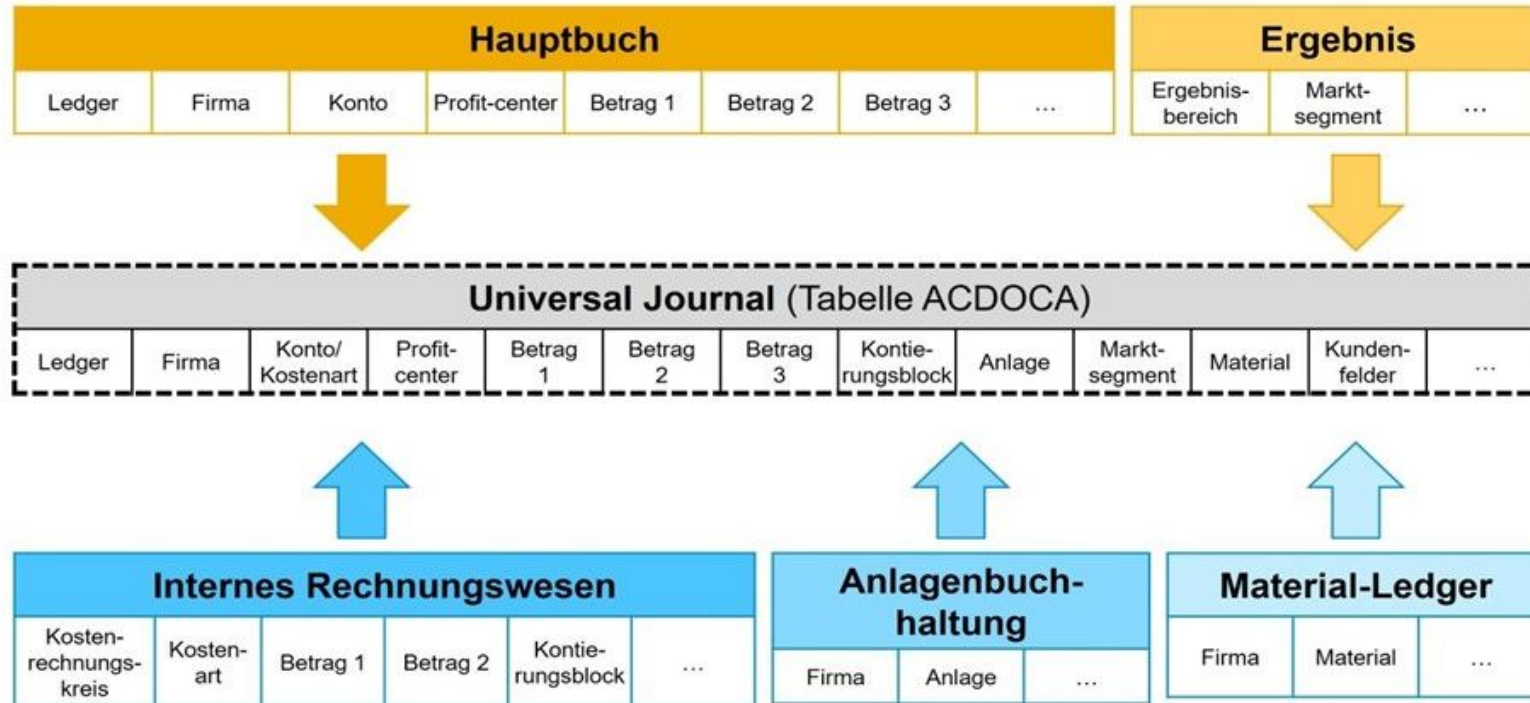 Hauptbuch
Ledger Firma Konto Profit-center Betrag 1 Betrag 2 Betrag 3 …
Ergebnis
Ergebnis-
bereich
Markt-
segment
…
Universal Journal (Tabelle ACDOCA)
Ledger
Firma
Konto/
Kostenart
Profit-
center
Betrag
1
Betrag
2
Betrag
3
Kontie-
rungsblock
Anlage
Markt-
segment
Material
Kunden-
felder
…
Internes Rechnungswesen
Kosten-
rechnungs-
kreis
Kosten-
art
Betrag 1
Betrag 2
Kontie-
rungsblock
…
Anlagenbuch-
haltung
Firma Anlage …
Material-Ledger
Firma Material …